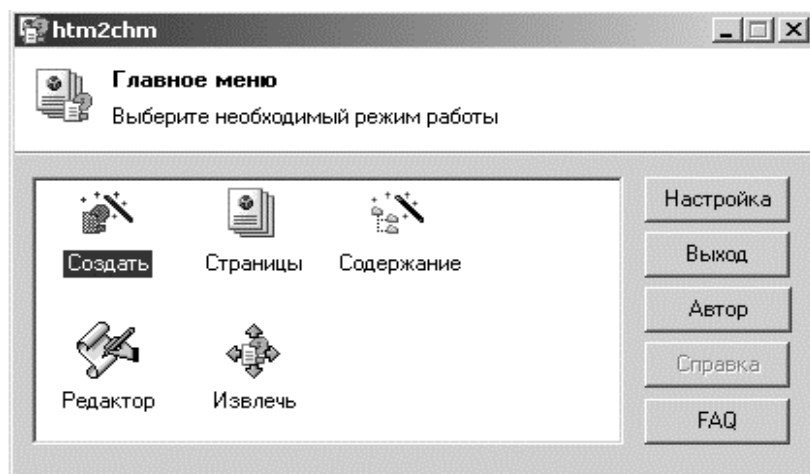 htm2chm
Главное меню
Выберите необходимый режим работы
Создать Страницы Содержание
Редактор Извлечь
Настройка
Выход
Автор
Справка
FAQ